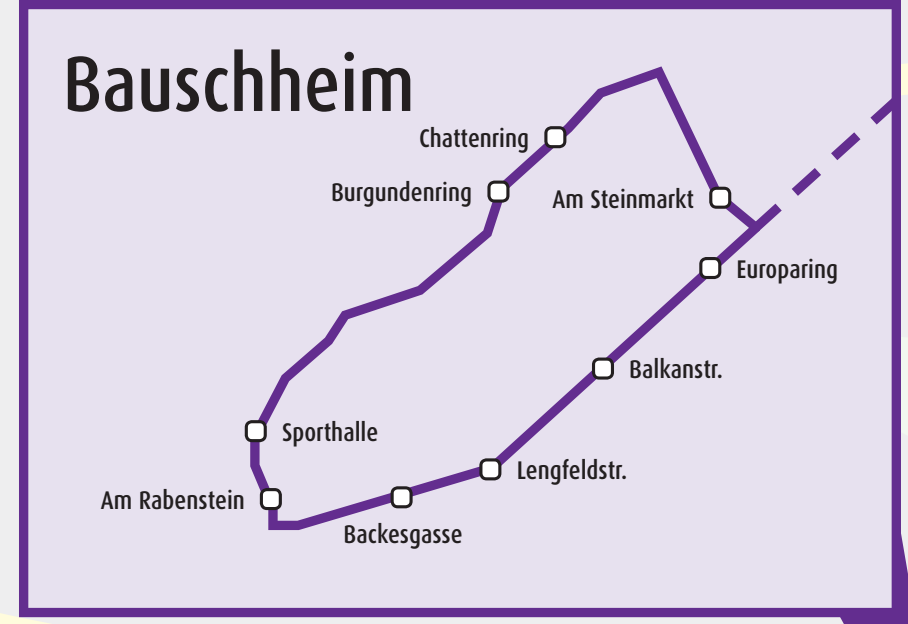 Bauschheim
Chattenring
Burgundenring
Am Steinmarkt
Europaring
Balkanstr.
Sporthalle
Lengfeldstr.
Am Rabenstein
Backesgasse